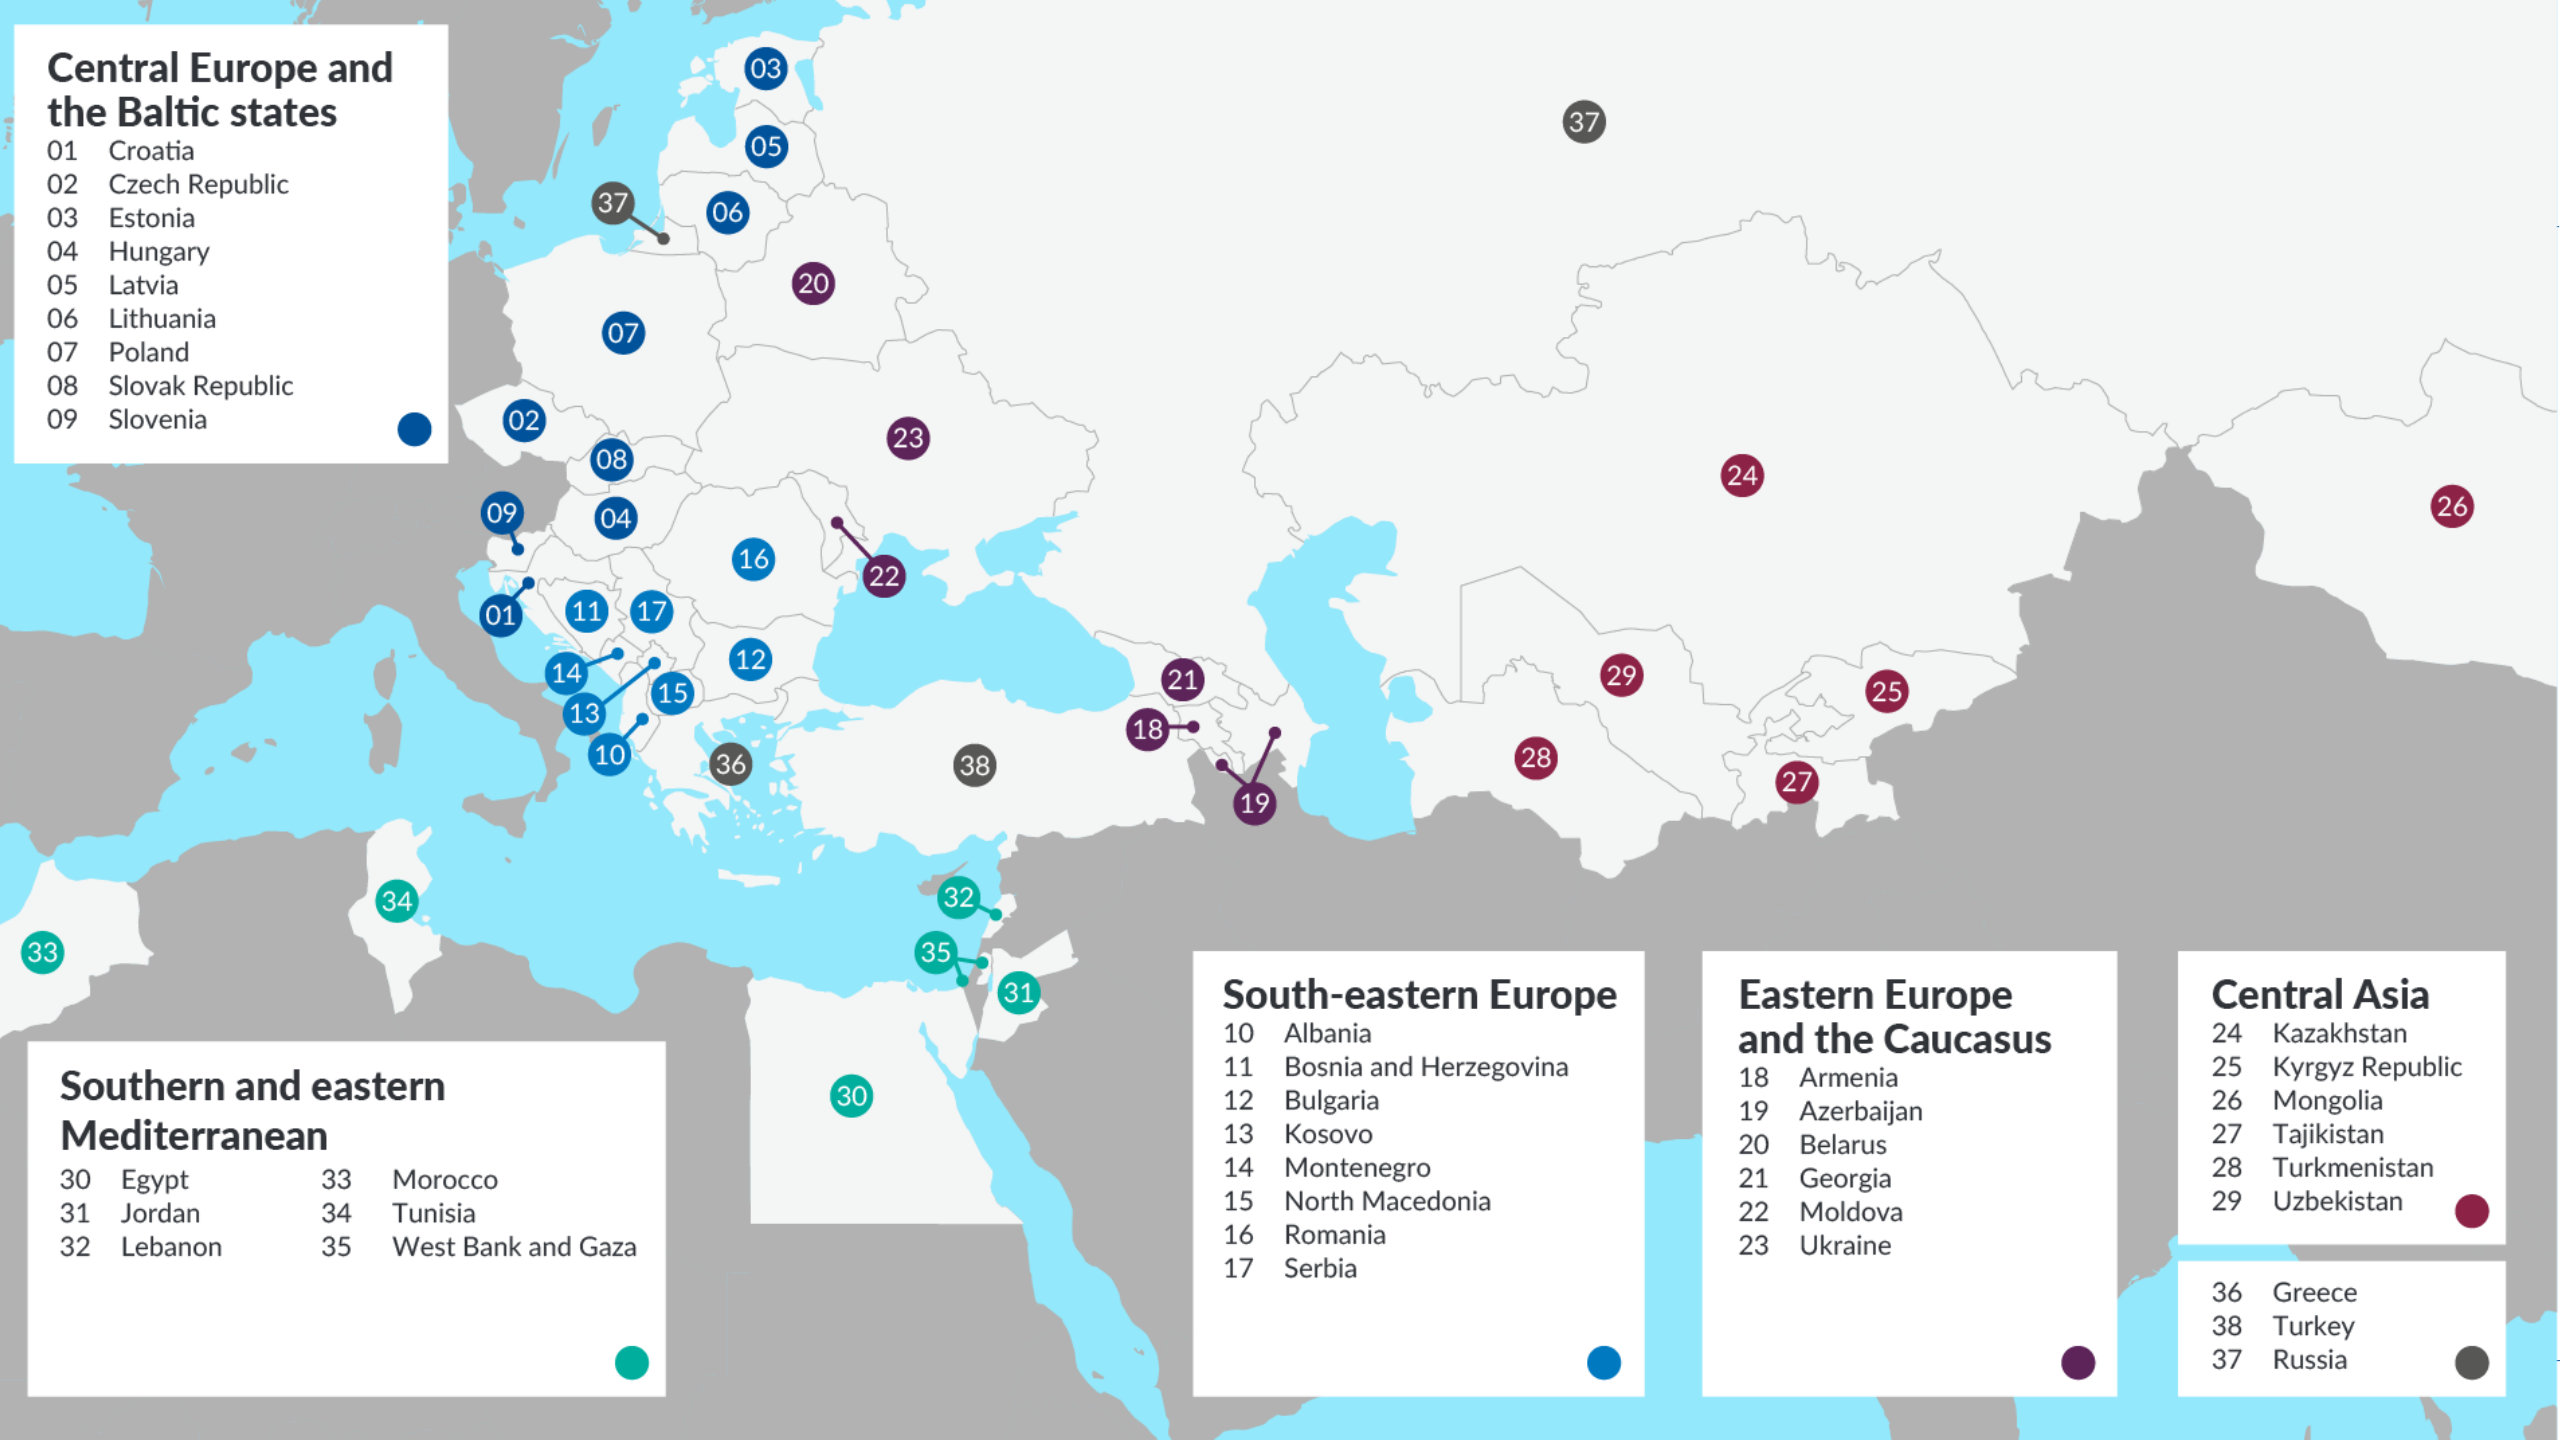 Central Europe and
the Baltic states
01 Croatia
02 Czech Republic
03 Estonia
04 Hungary
05 Latvia
06 Lithuania
07 Poland
08 Slovak Republic
09 Slovenia
03
05
37
37
06
20
07
02
23
08
24
09
04
26
16
22
01
11
17
12
14
21
29
15
25
13
18
10
36
38
28
27
19
32
34
33
35
31
30
Southern and eastern
Mediterranean
30 Egypt 33 Morocco
31 Jordan 34 Tunisia
32 Lebanon 35 West Bank and Gaza
South-eastern Europe
10 Albania
11 Bosnia and Herzegovina
12 Bulgaria
13 Kosovo
14 Montenegro
15 North Macedonia
16 Romania
17 Serbia
Eastern Europe
and the Caucasus
18 Armenia
19 Azerbaijan
20 Belarus
21 Georgia
22 Moldova
23 Ukraine
Central Asia
24 Kazakhstan
25 Kyrgyz Republic
26 Mongolia
27 Tajikistan
28 Turkmenistan
29 Uzbekistan
36 Greece
38 Turkey
37 Russia